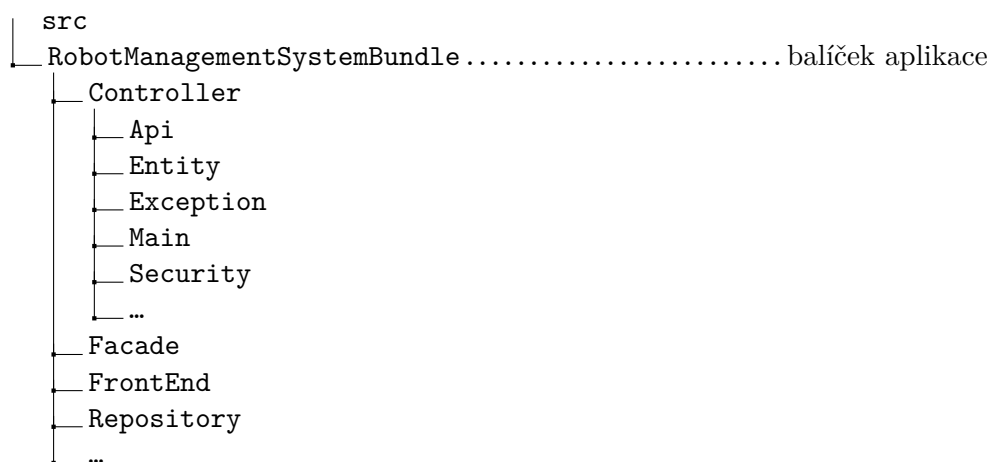 src
RobotManagementSystemBundle........................balíček aplikace
Controller
Api
Entity
Exception
Main
Security
…
Facade
FrontEnd
Repository
…